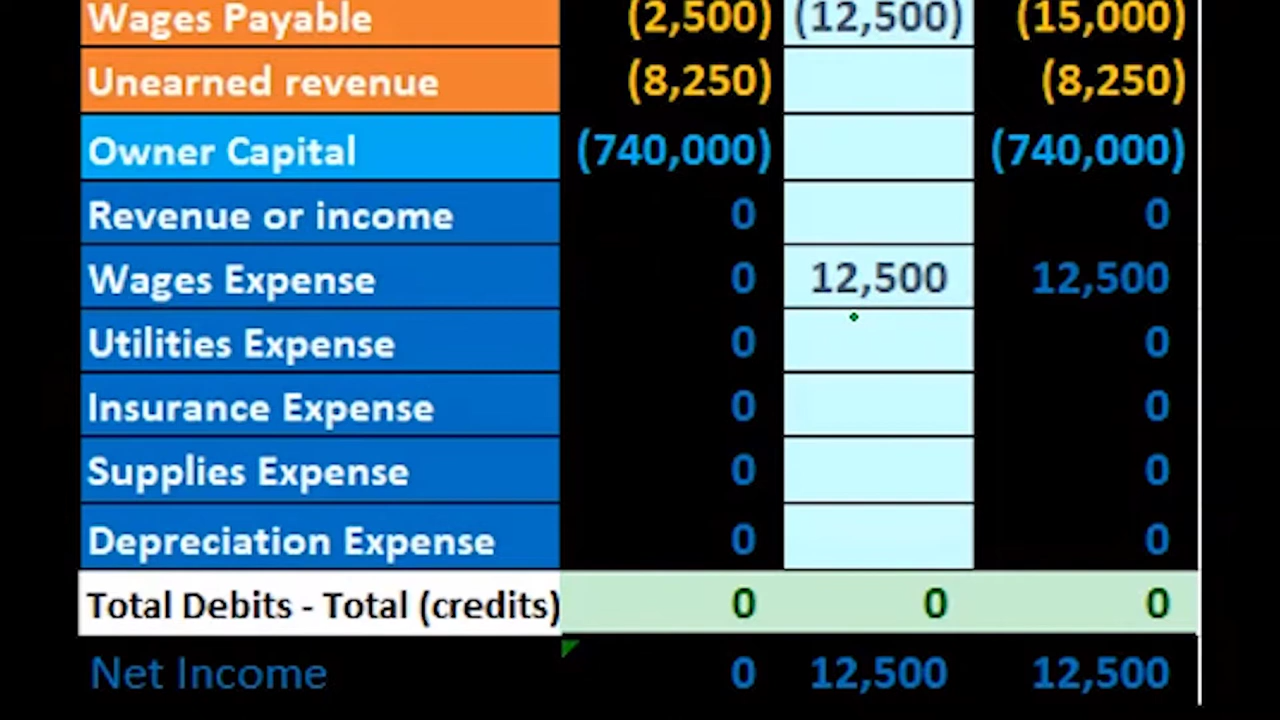 Wages Payable (2,500) (12,500) (15,000)
Unearned revenue (8,250) (8,250)
Owner Capital (740,000) (740,000)
Revenue or income 0 0
Wages Expense 0 12,500 12,500
Utilities Expense 0 0
Insurance Expense 0 0
Supplies Expense 0 0
Depreciation Expense 0 0
Total Debits - Total (credits) 0 0 0
Net Income 0 12,500 12,500